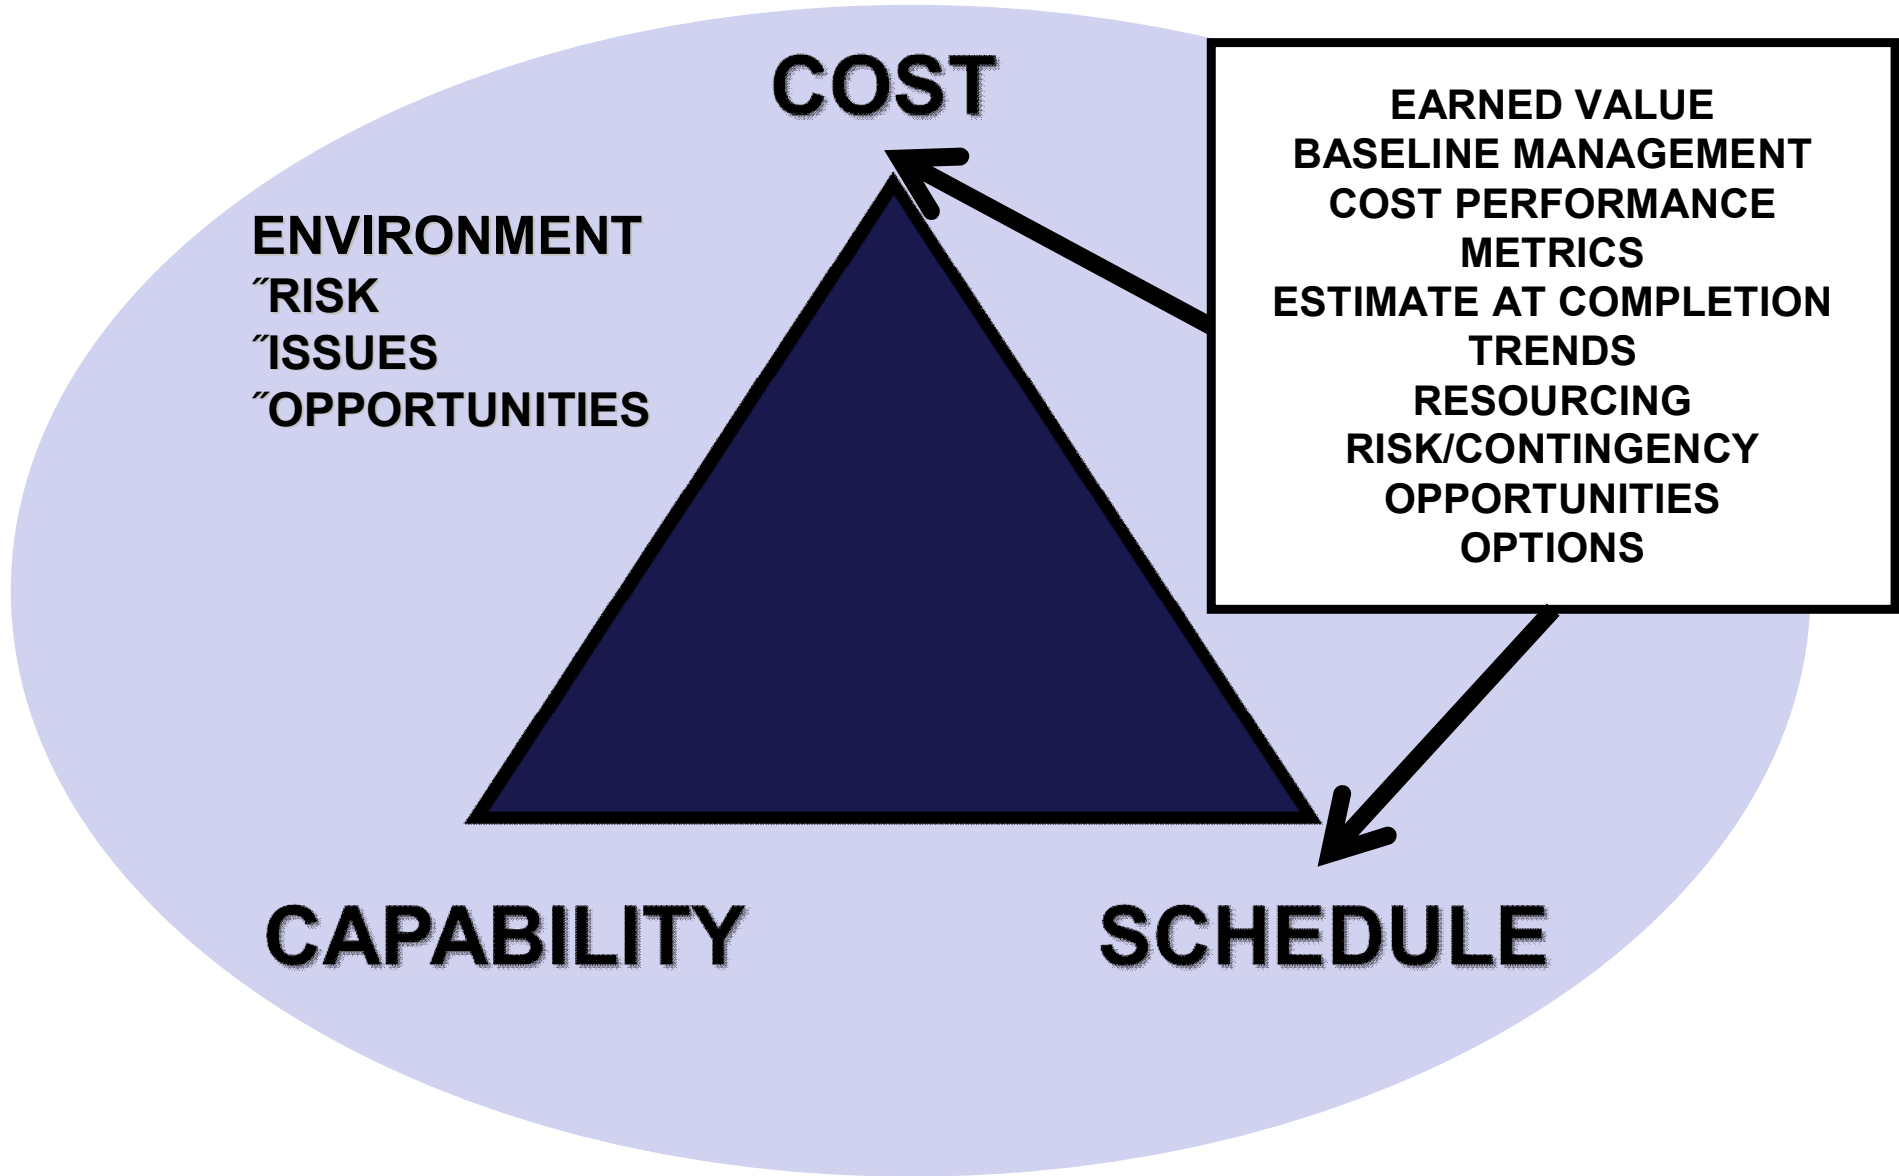 COST
ENVIRONMENT
˝RISK
˝ISSUES
˝OPPORTUNITIES
EARNED VALUE
BASELINE MANAGEMENT
COST PERFORMANCE
METRICS
ESTIMATE AT COMPLETION
TRENDS
RESOURCING
RISK/CONTINGENCY
OPPORTUNITIES
OPTIONS
CAPABILITY
SCHEDULE